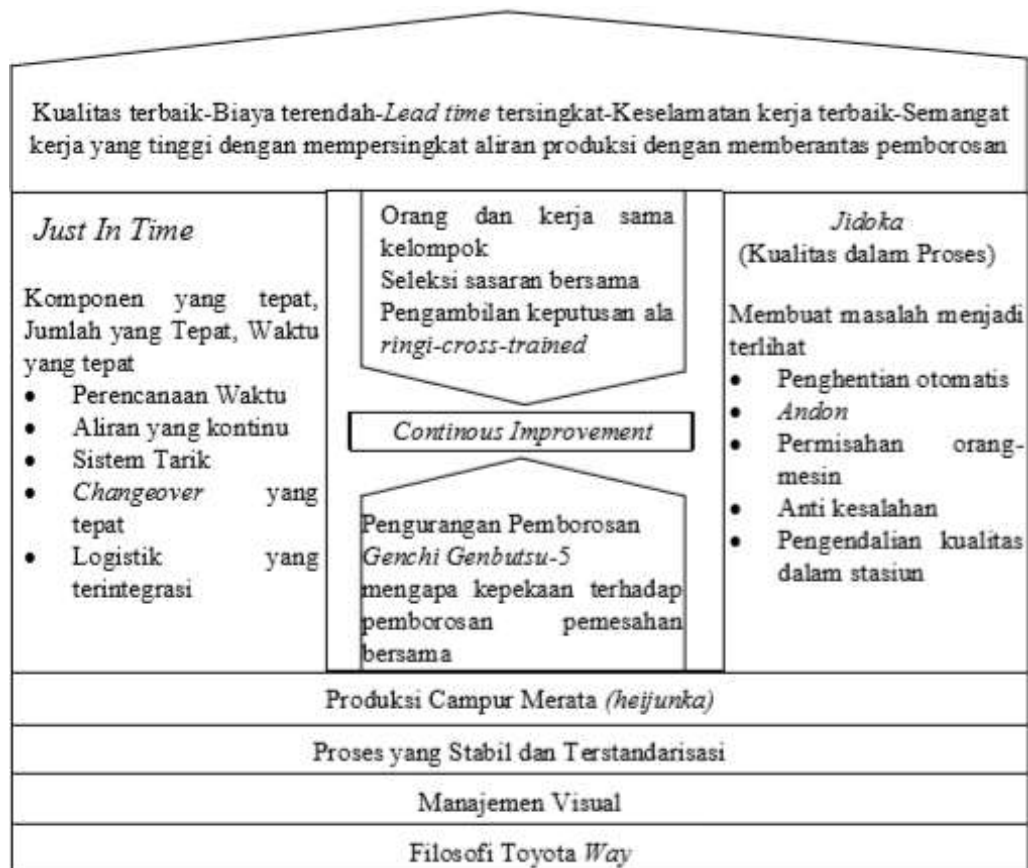 Kualitas terbaik-Biaya terendah-Lead time tersingkat-Keselamatan kerja terbaik-Semangat
kerja yang tinggi dengan mempersingkat aliran produksi dengan memberantas pemborosan
Just In Time
Komponen yang tepat,
Jumlah yang Tepat, Waktu
yang tepat
• Perencanaan Waktu
• Aliran yang kontinu
• Sistem Tarik
• Changeover yang
tepat
• Logistik yang
terintegrasi
Orang dan kerja sama
kelompok
Seleksi sasaran bersama
Pengambilan keputusan ala
ringi-cross-trained
Continous Improvement
Pengurangan Pemborosan
Genchi Genbutsu-5
mengapa kepekaan terhadap
pemborosan pemesahan
bersama
Jidoka
(Kualitas dalam Proses)
Membuat masalah menjadi
terlihat
• Penghentian otomatis
• Andon
• Permisahan orang-
mesin
• Anti kesalahan
• Pengendalian kualitas
dalam stasiun
Produksi Campur Merata (heijunka)
Proses yang Stabil dan Terstandarisasi
Manajemen Visual
Filosofi Toyota Way